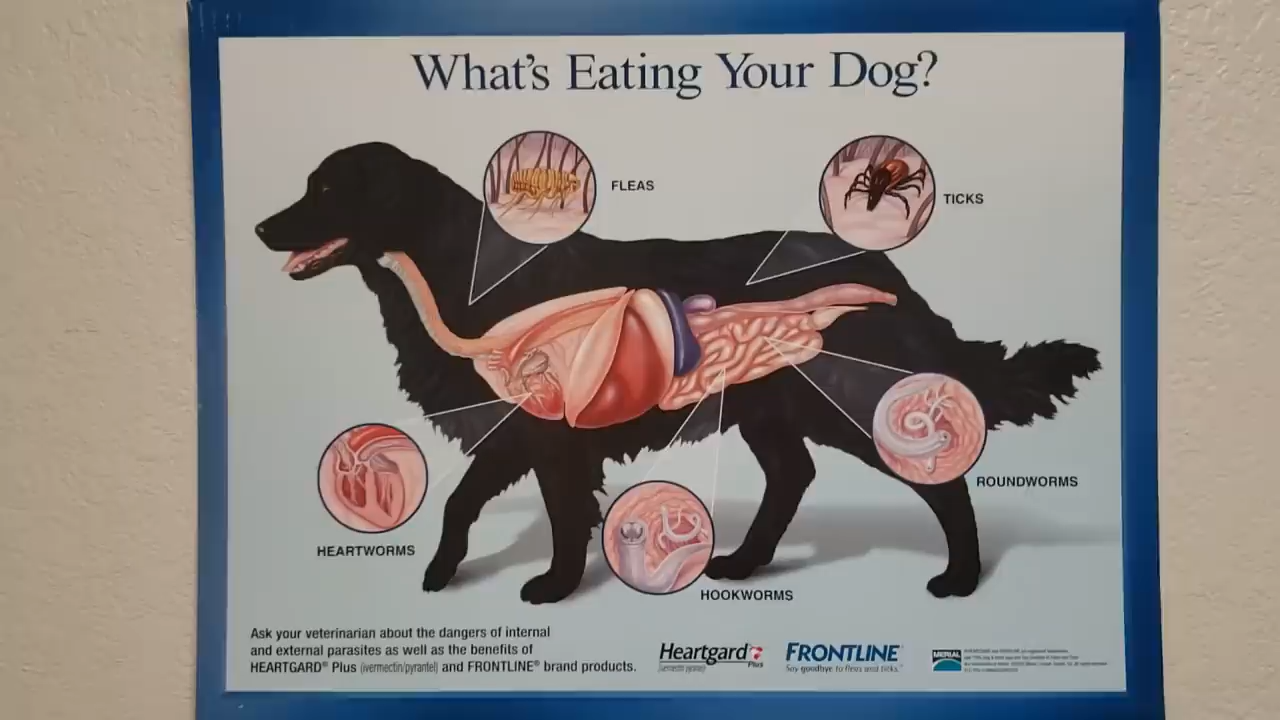 What's Eating Your Dog?
FLEAS
TICKS
ROUNDWORMS
HEARTWORMS
HOOKWORMS
Ask your veterinarian about the dangers of internal
and external parasites as well as the benefits of
HEARTGARD® Plus (ivermectin/pyrantel) and FRONTLINE® brand products.
Heartgard Plus
FRONTLINE
Say goodbye to fleas and ticks.
MERIAL